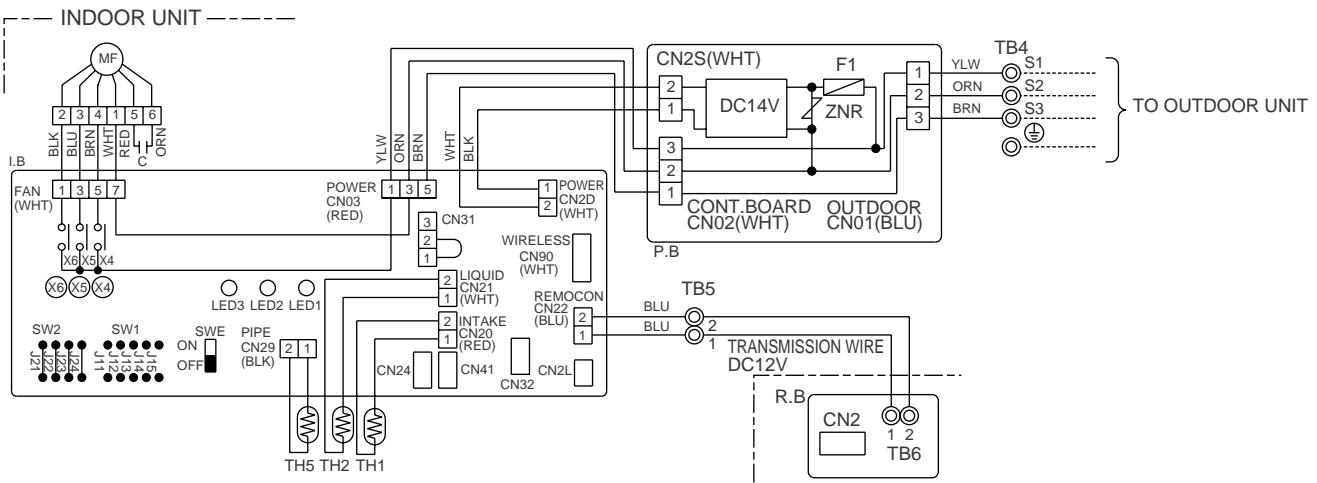 INDOOR UNIT
MF
2 3 4 1 5 6
BLK
BLU
BRN
WHT
RED
C
ORN
I.B
FAN
(WHT)
1 3 5 7
X6 X5 X4
X6 X5 X4
YLW
ORN
BRN
POWER
CN03
(RED)
1 3 5
WHT
BLK
1
2
POWER
CN2D
(WHT)
3
2
1
CN31
WIRELESS
CN90
(WHT)
LED3 LED2 LED1
2
1
LIQUID
CN21
(WHT)
2
1
INTAKE
CN20
(RED)
REMOCON
CN22
(BLU)
2
1
SW2
J21
J22
J23
J24
SW1
J11
J12
J13
J14
J15
SWE
ON
OFF
PIPE
CN29
(BLK)
2 1
CN24
CN41
CN32
CN2L
TH5 TH2 TH1
CN2S(WHT)
2
1
DC14V
F1
ZNR
3
2
1
CONT.BOARD
CN02(WHT)
OUTDOOR
CN01(BLU)
1
2
3
P.B
YLW
ORN
BRN
TB4
S1
S2
S3
TO OUTDOOR UNIT
BLU
BLU
TB5
2
1
TRANSMISSION WIRE
DC12V
R.B
CN2
1 2
TB6